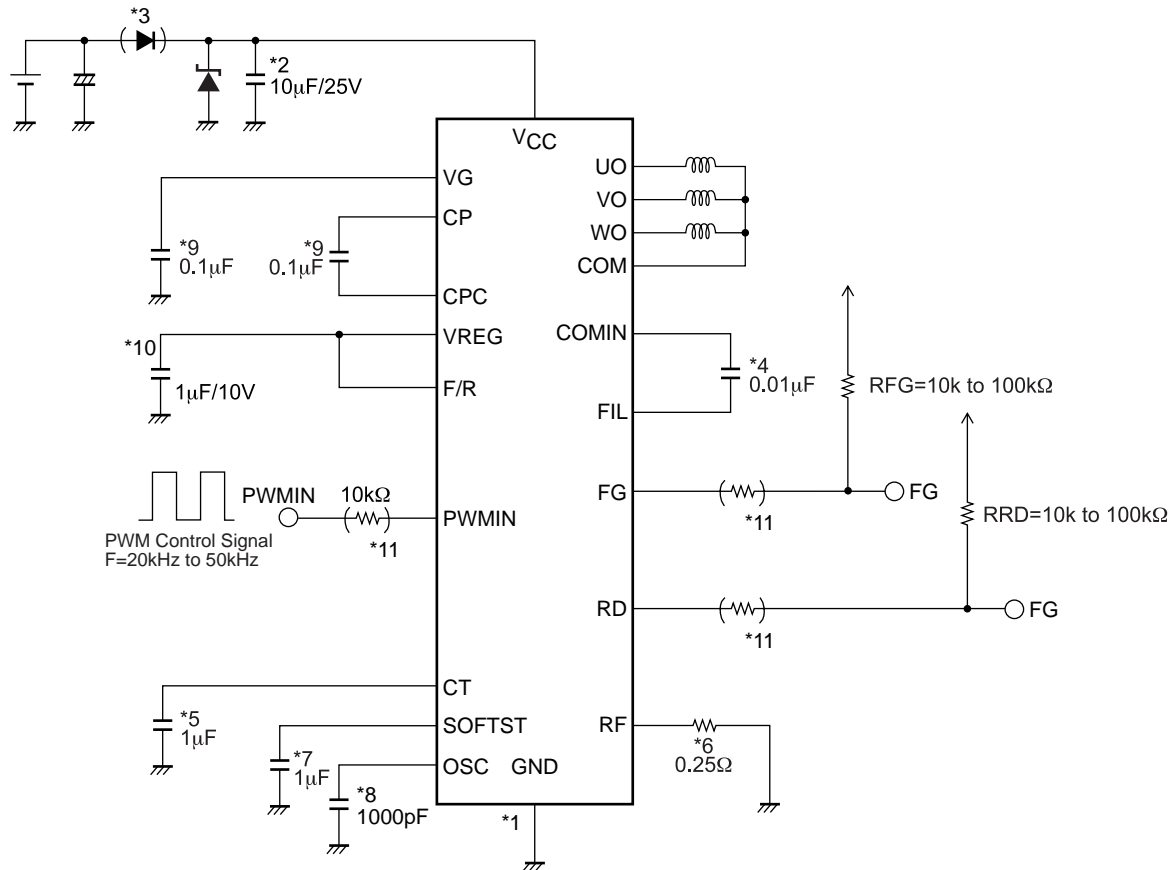 *3
*2
10μF/25V
VCC
VG
CP
*9
0.1μF
*9
0.1μF
CPC
VREG
*10
1μF/10V
F/R
PWMIN
10kΩ
PWMIN
*11
PWM Control Signal
F=20kHz to 50kHz
CT
*5
1μF
SOFTST
*7
1μF
OSC
GND
*8
1000pF
*1
UO
VO
WO
COM
COMIN
*4
0.01μF
FIL
RFG=10k to 100kΩ
FG
*11
FG
RRD=10k to 100kΩ
RD
*11
FG
RF
*6
0.25Ω